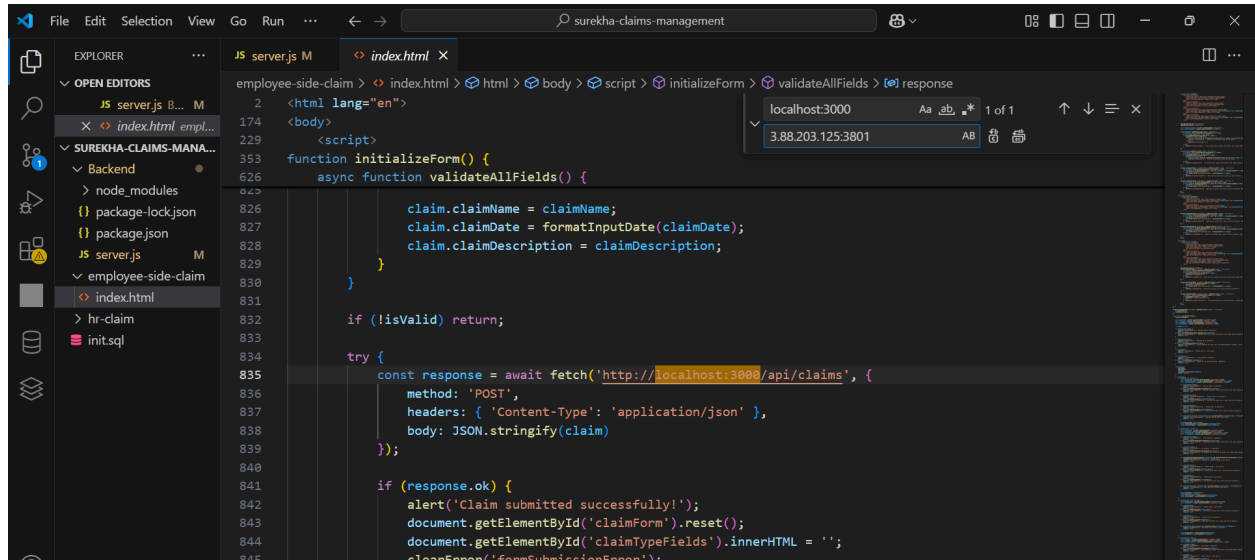 File Edit Selection View Go Run ··· surekha-claims-management
EXPLORER ···
OPEN EDITORS
JS server.js B... M
index.html empl...
SUREKHA-CLAIMS-MANA...
Backend
node_modules
{} package-lock.json
{} package.json
JS server.js M
employee-side-claim
<> index.html
hr-claim
init.sql
1
JS server.js M
<> index.html
employee-side-claim > <> index.html > html > body > script > initializeForm > validateAllFields > response
localhost:3000 Aa ab .* 1 of 1
3.88.203.125:3801 AB
2 <html lang="en">
174 <body>
229 <script>
353 function initializeForm() {
626 async function validateAllFields() {
825
826 claim.claimName = claimName;
827 claim.claimDate = formatInputDate(claimDate);
828 claim.claimDescription = claimDescription;
829 }
830 }
831
832 if (!isValid) return;
833
834 try {
835 const response = await fetch('http://localhost:3000/api/claims', {
836 method: 'POST',
837 headers: { 'Content-Type': 'application/json' },
838 body: JSON.stringify(claim)
839 });
840
841 if (response.ok) {
842 alert('Claim submitted successfully!');
843 document.getElementById('claimForm').reset();
844 document.getElementById('claimTypeFields').innerHTML = '';
845 clearError('formSubmissionError');